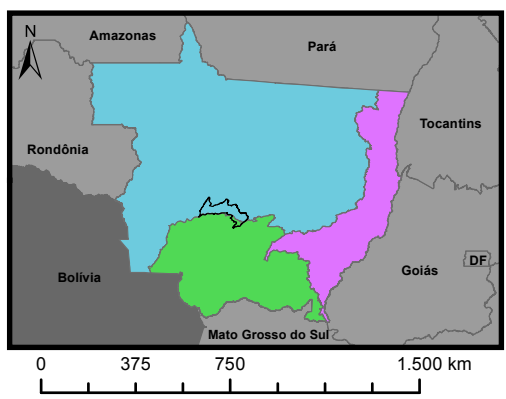 N
Amazonas
Pará
Tocantins
Rondônia
Goiás
DF
Bolívia
Mato Grosso do Sul
0 375 750 1.500 km